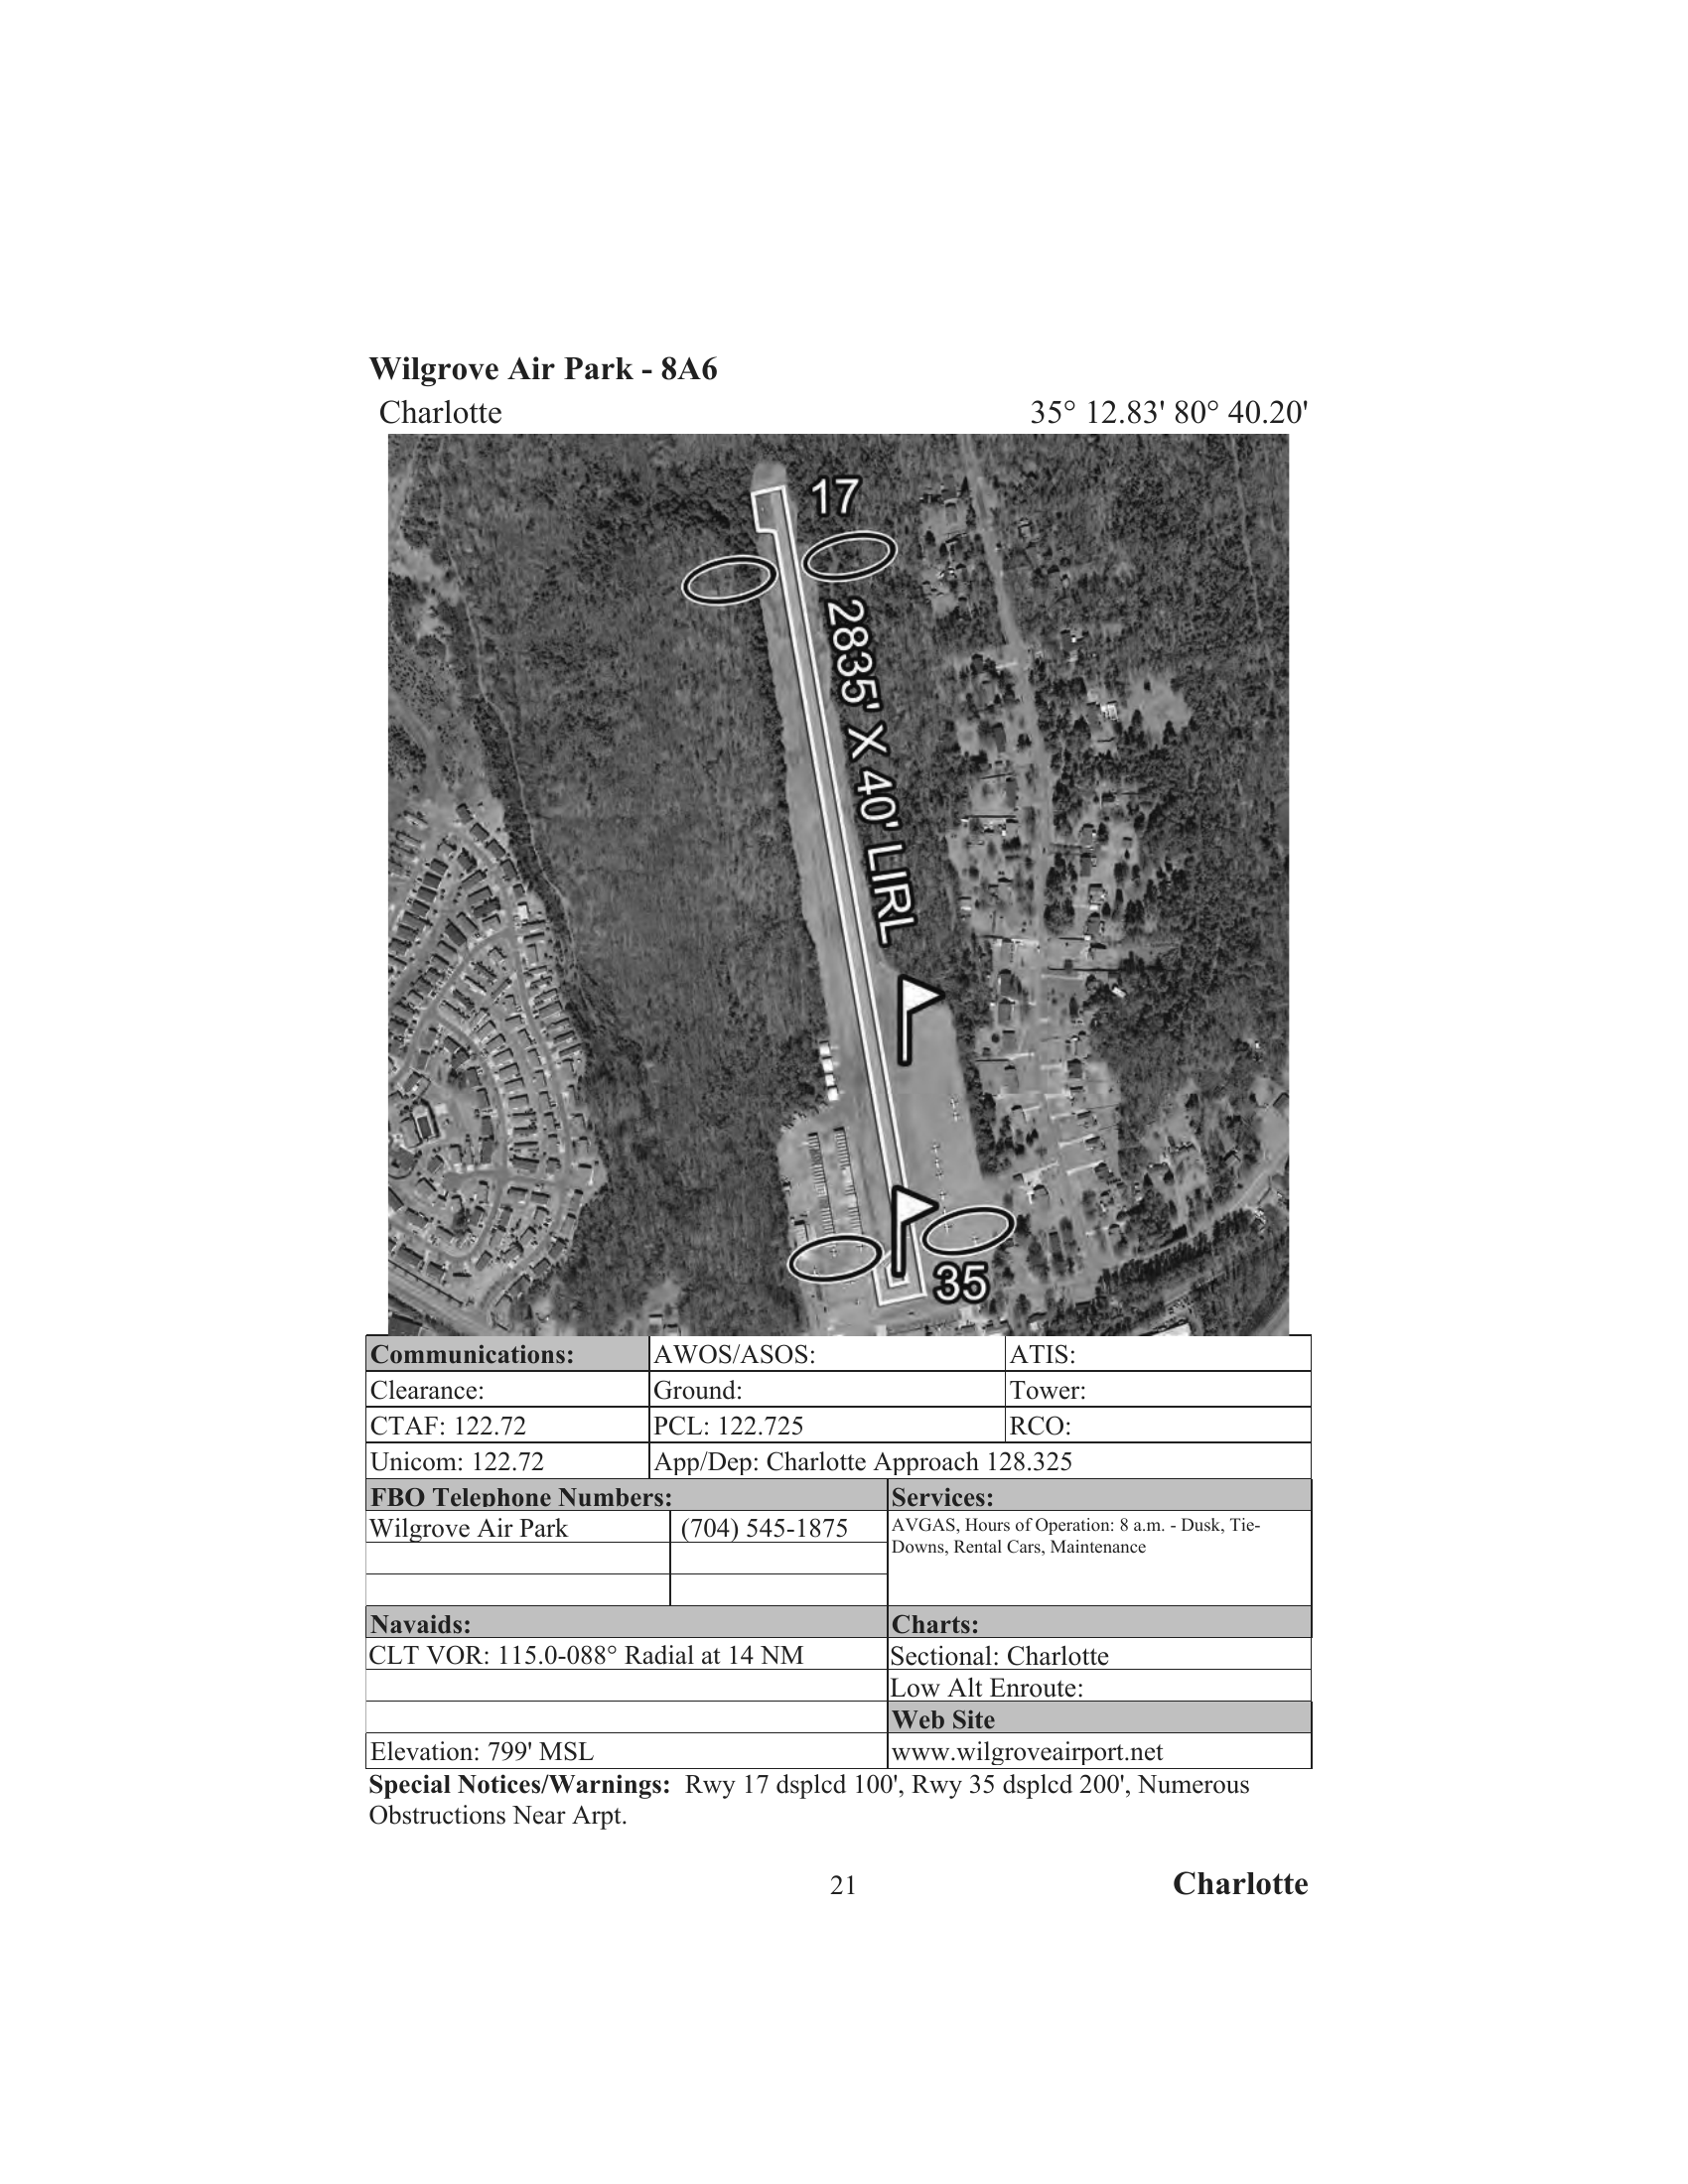 Wilgrove Air Park - 8A6
Charlotte 35° 12.83' 80° 40.20'
17
2835' X 40' LIRL
35
Communications: AWOS/ASOS: ATIS:
Clearance: Ground: Tower:
CTAF: 122.72 PCL: 122.725 RCO:
Unicom: 122.72 App/Dep: Charlotte Approach 128.325
FBO Telephone Numbers: Services:
Wilgrove Air Park (704) 545-1875 AVGAS, Hours of Operation: 8 a.m. - Dusk, Tie-
Downs, Rental Cars, Maintenance
Navaids: Charts:
CLT VOR: 115.0-088° Radial at 14 NM Sectional: Charlotte
Low Alt Enroute:
Web Site
Elevation: 799' MSL www.wilgroveairport.net
Special Notices/Warnings: Rwy 17 dsplcd 100', Rwy 35 dsplcd 200', Numerous
Obstructions Near Arpt.
21 Charlotte